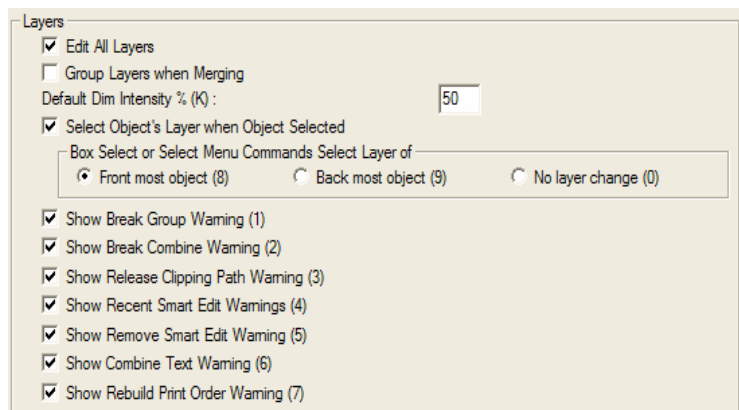 Layers
Edit All Layers
Group Layers when Merging
Default Dim Intensity % (K) : 50
Select Object's Layer when Object Selected
Box Select or Select Menu Commands Select Layer of
Front most object (8) Back most object (9) No layer change (0)
Show Break Group Warning (1)
Show Break Combine Warning (2)
Show Release Clipping Path Warning (3)
Show Recent Smart Edit Warnings (4)
Show Remove Smart Edit Warning (5)
Show Combine Text Warning (6)
Show Rebuild Print Order Warning (7)